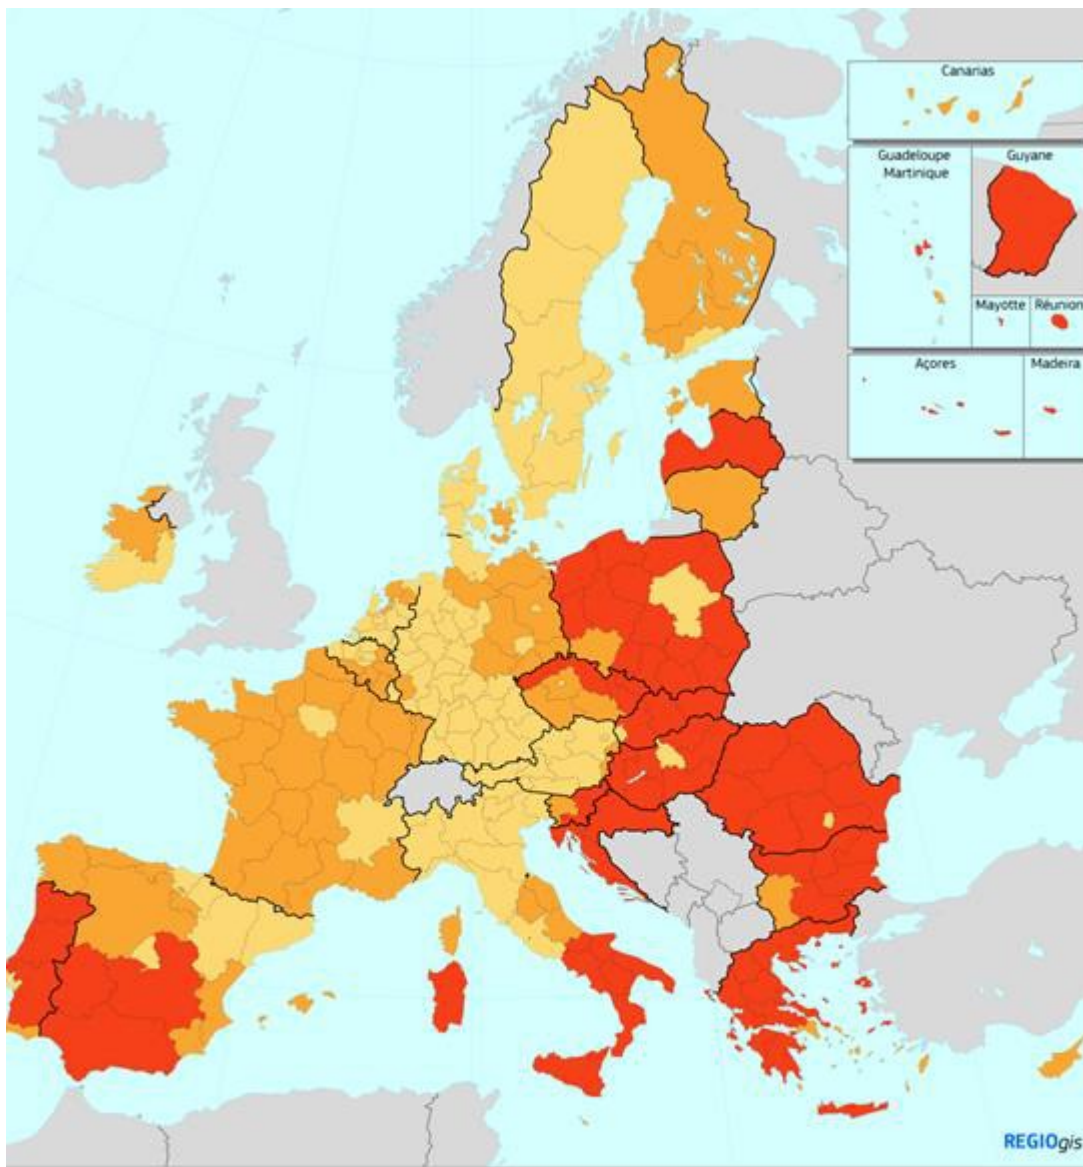 Canarias
Guadeloupe
Martinique
Guyane
Mayotte
Réunion
Açores
Madeira
REGIOgis